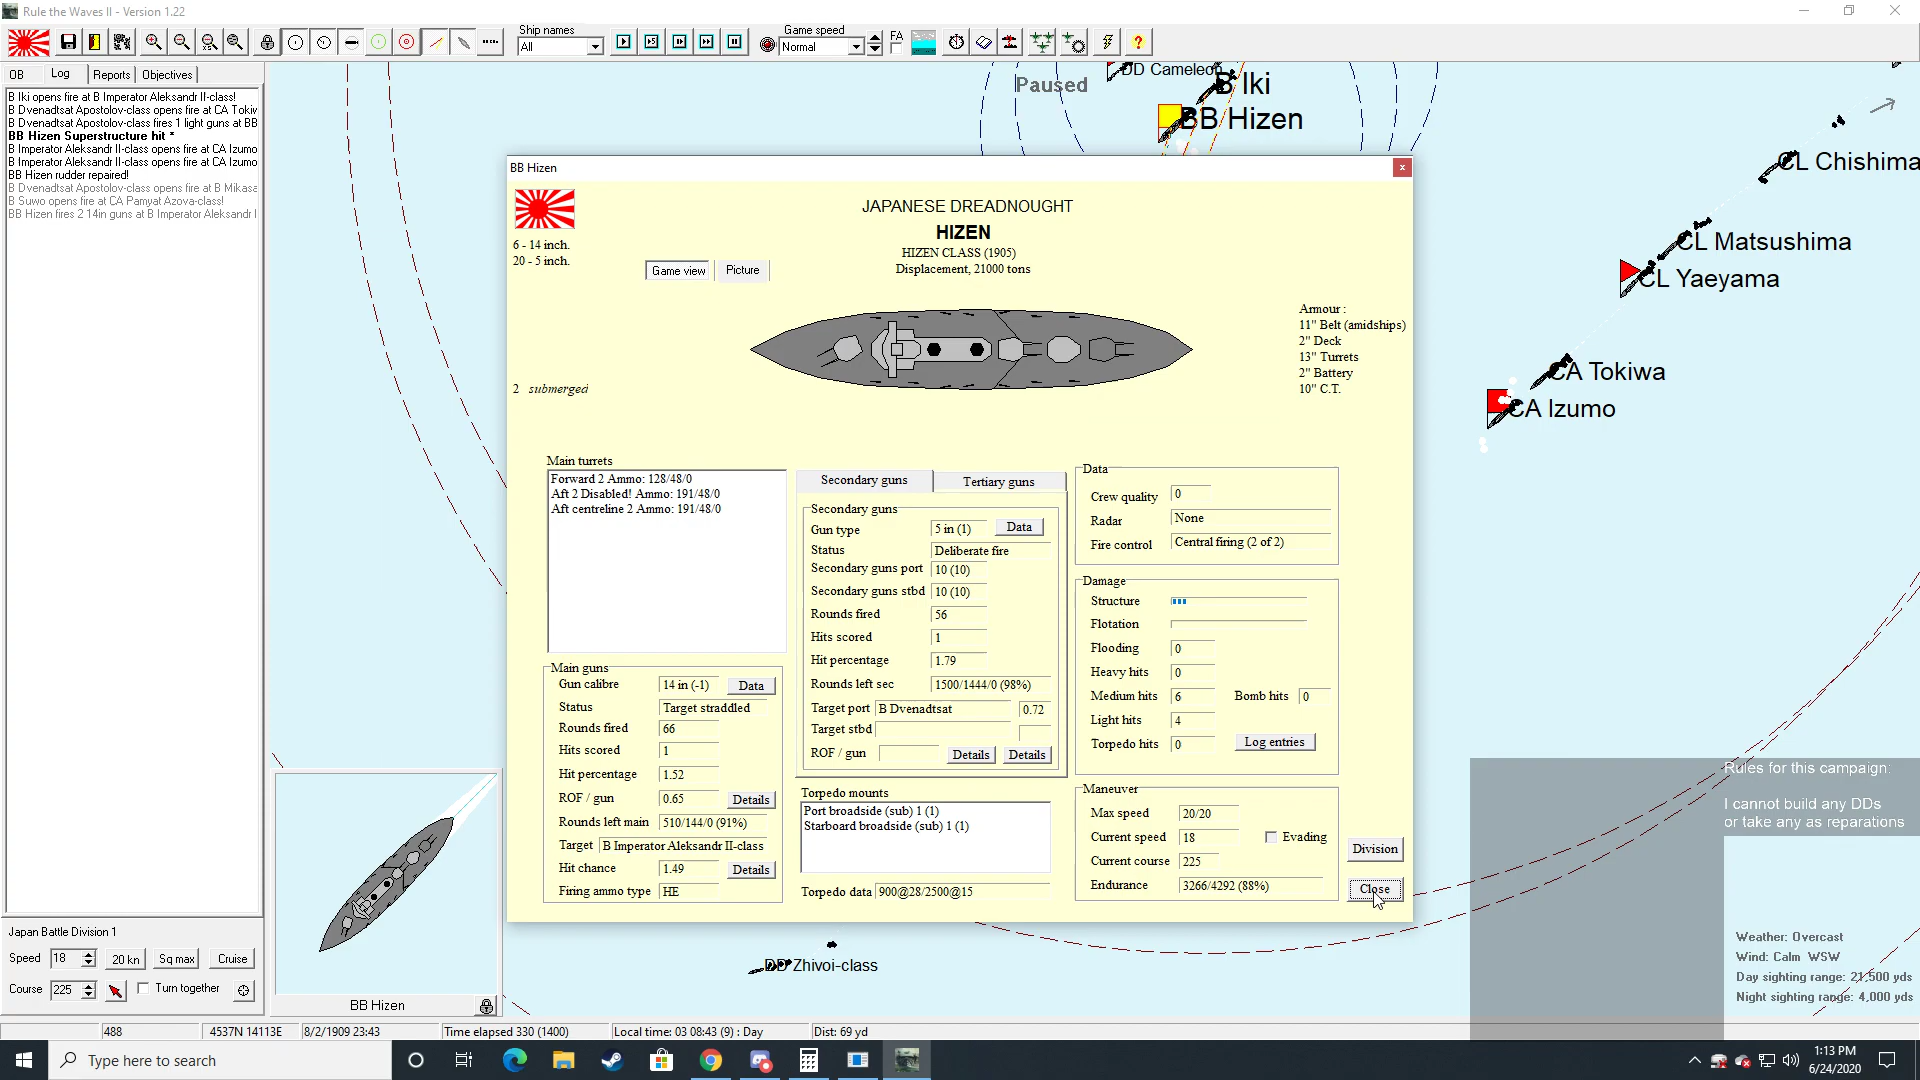 Rule the Waves II - Version 1.22
Ship names
All
Game speed
Normal
FA
OB
Log
Reports
Objectives
B Iki opens fire at B Imperator Aleksandr II-class!
B Dvenadtsat Apostolov-class opens fire at CA Tokiw
B Dvenadtsat Apostolov-class fires 1 light guns at BB
BB Hizen Superstructure hit *
B Imperator Aleksandr II-class opens fire at CA Izumo
B Imperator Aleksandr II-class opens fire at CA Izumo
BB Hizen rudder repaired!
B Dvenadtsat Apostolov-class opens fire at B Mikasa
B Suwo opens fire at CA Pamyat Azova-class!
BB Hizen fires 2 14in guns at B Imperator Aleksandr I
Paused
DD Cameleon
B Iki
BB Hizen
CL Chishima
CL Matsushima
CL Yaeyama
CA Tokiwa
CA Izumo
BB Hizen
x
JAPANESE DREADNOUGHT
HIZEN
HIZEN CLASS (1905)
Displacement, 21000 tons
6 - 14 inch.
20 - 5 inch.
Game view
Picture
2 submerged
Armour :
11" Belt (amidships)
2" Deck
13" Turrets
2" Battery
10" C.T.
Main turrets
Forward 2 Ammo: 128/48/0
Aft 2 Disabled! Ammo: 191/48/0
Aft centreline 2 Ammo: 191/48/0
Main guns
Gun calibre 14 in (-1) Data
Status Target straddled
Rounds fired 66
Hits scored 1
Hit percentage 1.52
ROF / gun 0.65 Details
Rounds left main 510/144/0 (91%)
Target B Imperator Aleksandr II-class
Hit chance 1.49 Details
Firing ammo type HE
Secondary guns
Tertiary guns
Secondary guns
Gun type 5 in (1) Data
Status Deliberate fire
Secondary guns port 10 (10)
Secondary guns stbd 10 (10)
Rounds fired 56
Hits scored 1
Hit percentage 1.79
Rounds left sec 1500/1444/0 (98%)
Target port B Dvenadtsat 0.72
Target stbd
ROF / gun Details Details
Torpedo mounts
Port broadside (sub) 1 (1)
Starboard broadside (sub) 1 (1)
Torpedo data 900@28/2500@15
Data
Crew quality 0
Radar None
Fire control Central firing (2 of 2)
Damage
Structure
Flotation
Flooding 0
Heavy hits 0
Medium hits 6 Bomb hits 0
Light hits 4
Torpedo hits 0 Log entries
Maneuver
Max speed 20/20
Current speed 18 Evading
Current course 225
Endurance 3266/4292 (88%)
Division
Close
DD Zhivoi-class
Rules for this campaign:
I cannot build any DDs
or take any as reparations
Weather: Overcast
Wind: Calm WSW
Day sighting range: 21,500 yds
Night sighting range: 4,000 yds
Japan Battle Division 1
Speed 18 20 kn Sq max Cruise
Course 225 Turn together
BB Hizen
488
4537N 14113E
8/2/1909 23:43
Time elapsed 330 (1400)
Local time: 03 08:43 (9) : Day
Dist: 69 yd
Type here to search
1:13 PM
6/24/2020